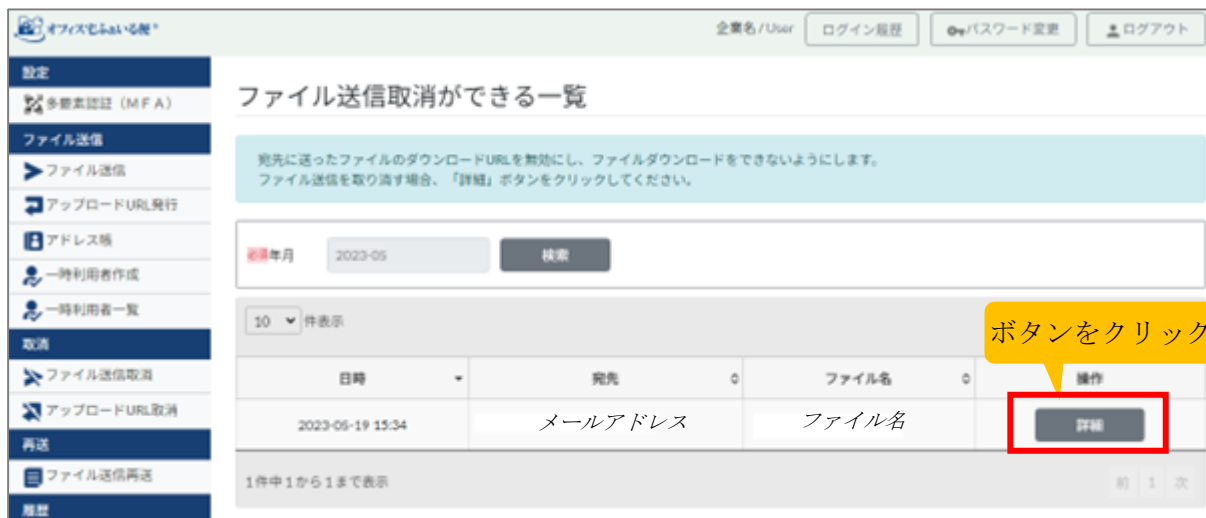 オフィスでふぁいる便®
企業名/User ログイン履歴 パスワード変更 ログアウト
設定
多要素認証（MFA）
ファイル送信
ファイル送信
アップロードURL発行
アドレス帳
一時利用者作成
一時利用者一覧
取消
ファイル送信取消
アップロードURL取消
再送
ファイル送信再送
履歴
ファイル送信取消ができる一覧
宛先に送ったファイルのダウンロードURLを無効にし、ファイルダウンロードをできないようにします。
ファイル送信を取り消す場合、「詳細」ボタンをクリックしてください。
必須 年月 2023-05 検索
10 件表示
ボタンをクリック
日時 宛先 ファイル名 操作
2023-05-19 15:34 メールアドレス ファイル名 詳細
1件中1から1まで表示 前 1 次